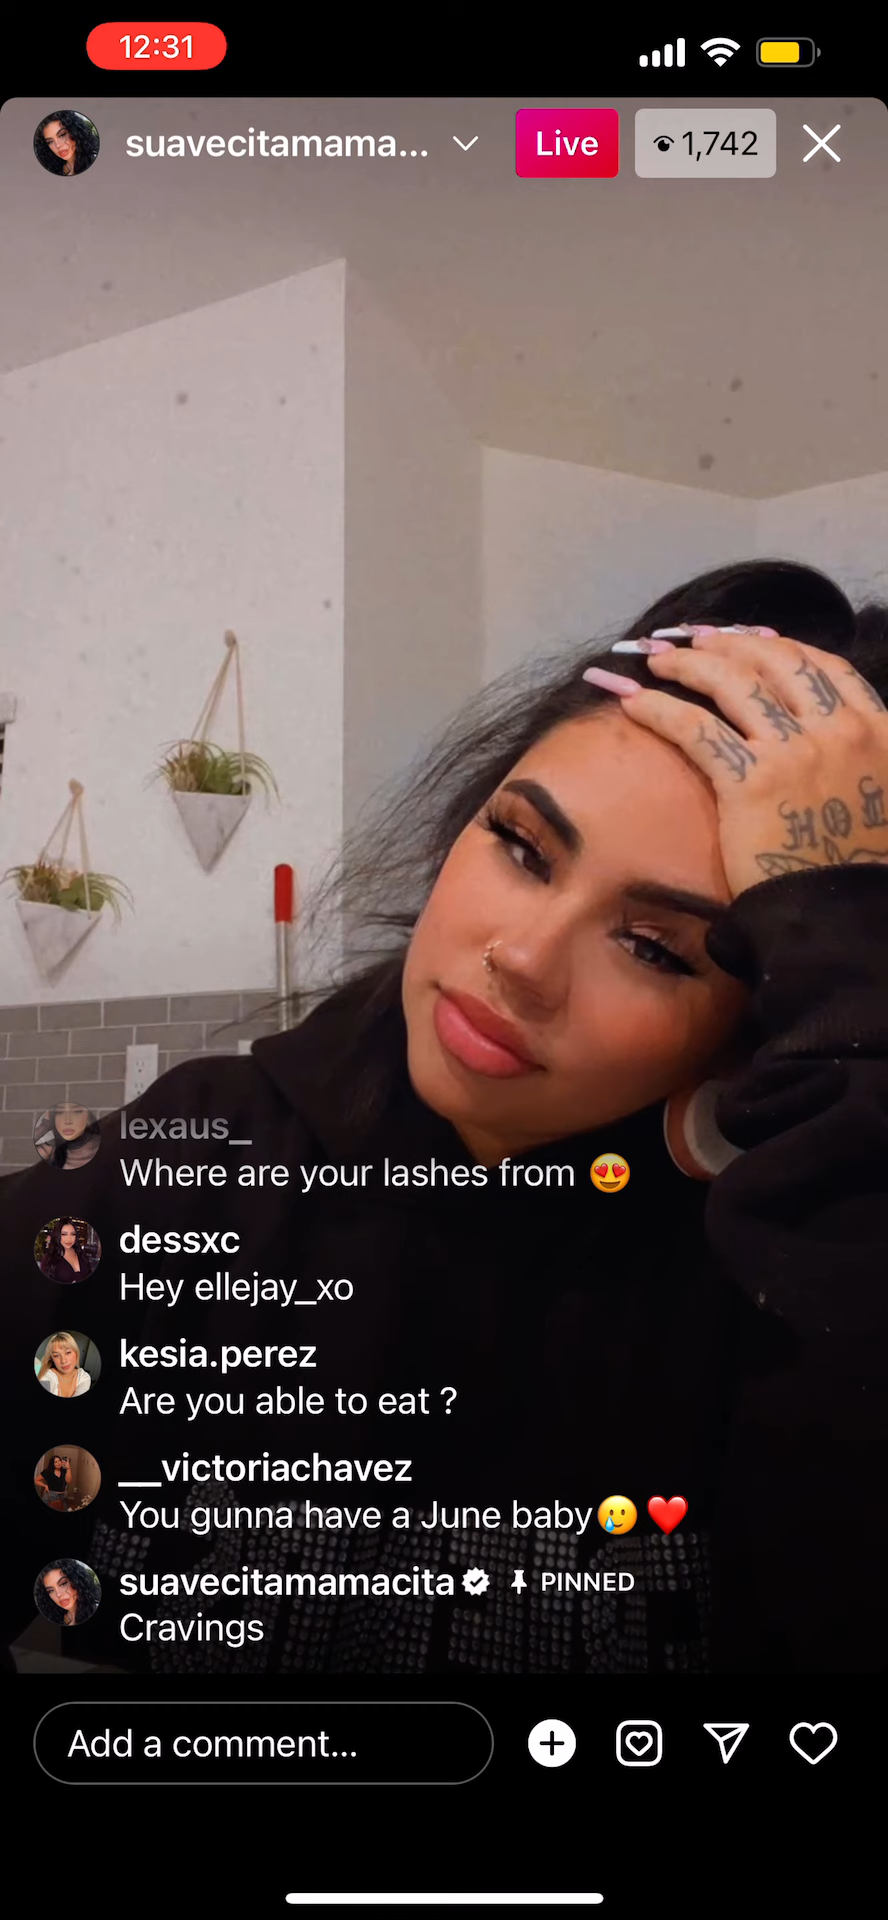 12:31
suavecitamama...
Live
1,742
lexaus_
Where are your lashes from 😍
dessxc
Hey ellejay_xo
kesia.perez
Are you able to eat ?
__victoriachavez
You gunna have a June baby🥲❤️
suavecitamamacita PINNED
Cravings
Add a comment...